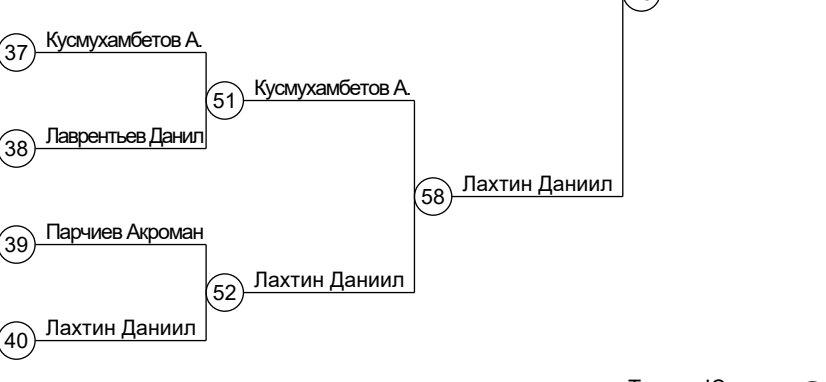 37 Кусмухамбетов А.
51 Кусмухамбетов А.
38 Лаврентьев Данил
58 Лахтин Даниил
39 Парчиев Акроман
52 Лахтин Даниил
40 Лахтин Даниил